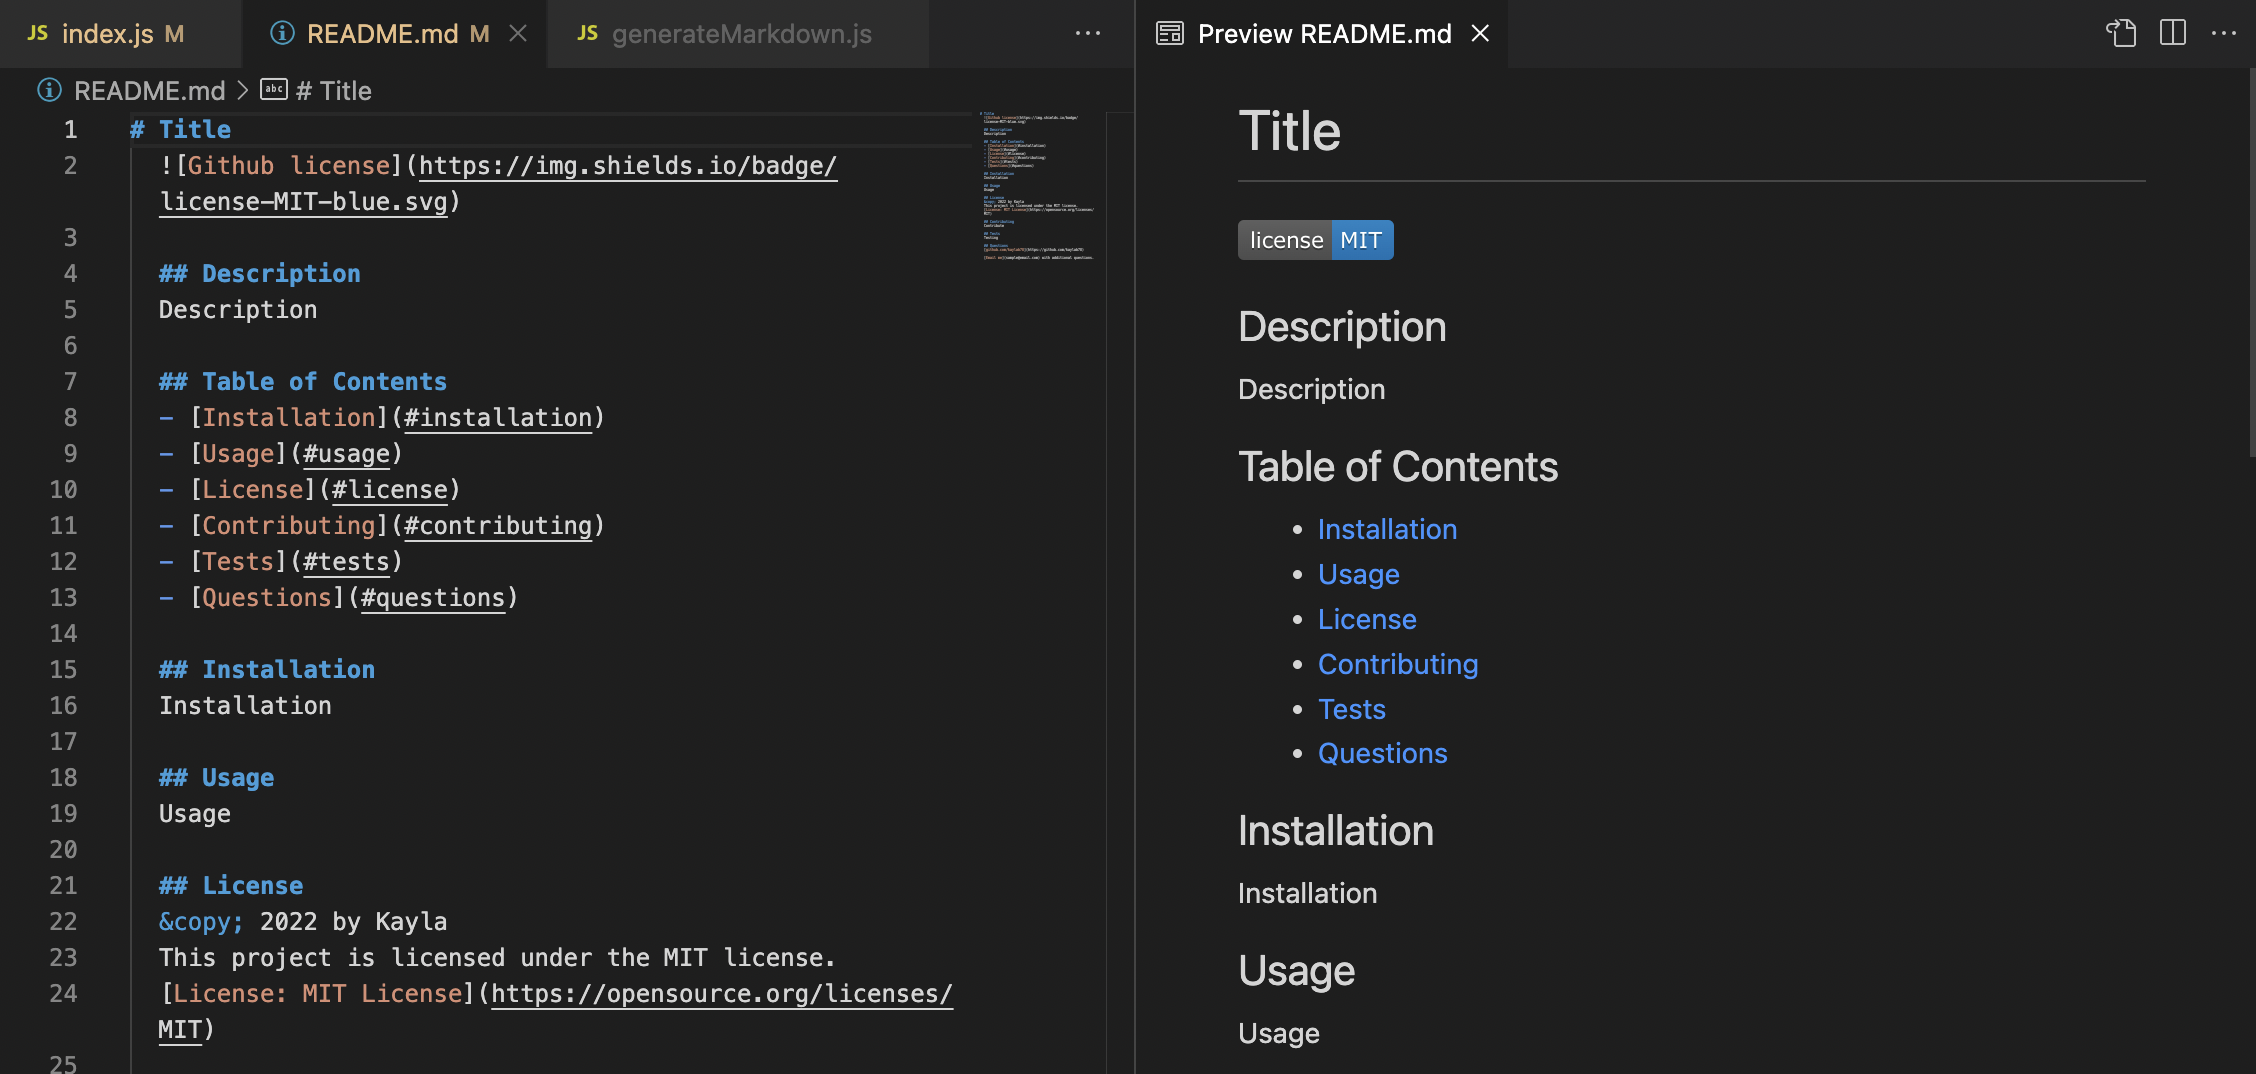 JS index.js M
README.md M
JS generateMarkdown.js
README.md > abc # Title
1 # Title
2 ![Github license](https://img.shields.io/badge/
license-MIT-blue.svg)
3
4 ## Description
5 Description
6
7 ## Table of Contents
8 - [Installation](#installation)
9 - [Usage](#usage)
10 - [License](#license)
11 - [Contributing](#contributing)
12 - [Tests](#tests)
13 - [Questions](#questions)
14
15 ## Installation
16 Installation
17
18 ## Usage
19 Usage
20
21 ## License
22 &copy; 2022 by Kayla
23 This project is licensed under the MIT license.
24 [License: MIT License](https://opensource.org/licenses/
MIT)
25
Preview README.md
Title
license MIT
Description
Description
Table of Contents
• Installation
• Usage
• License
• Contributing
• Tests
• Questions
Installation
Installation
Usage
Usage